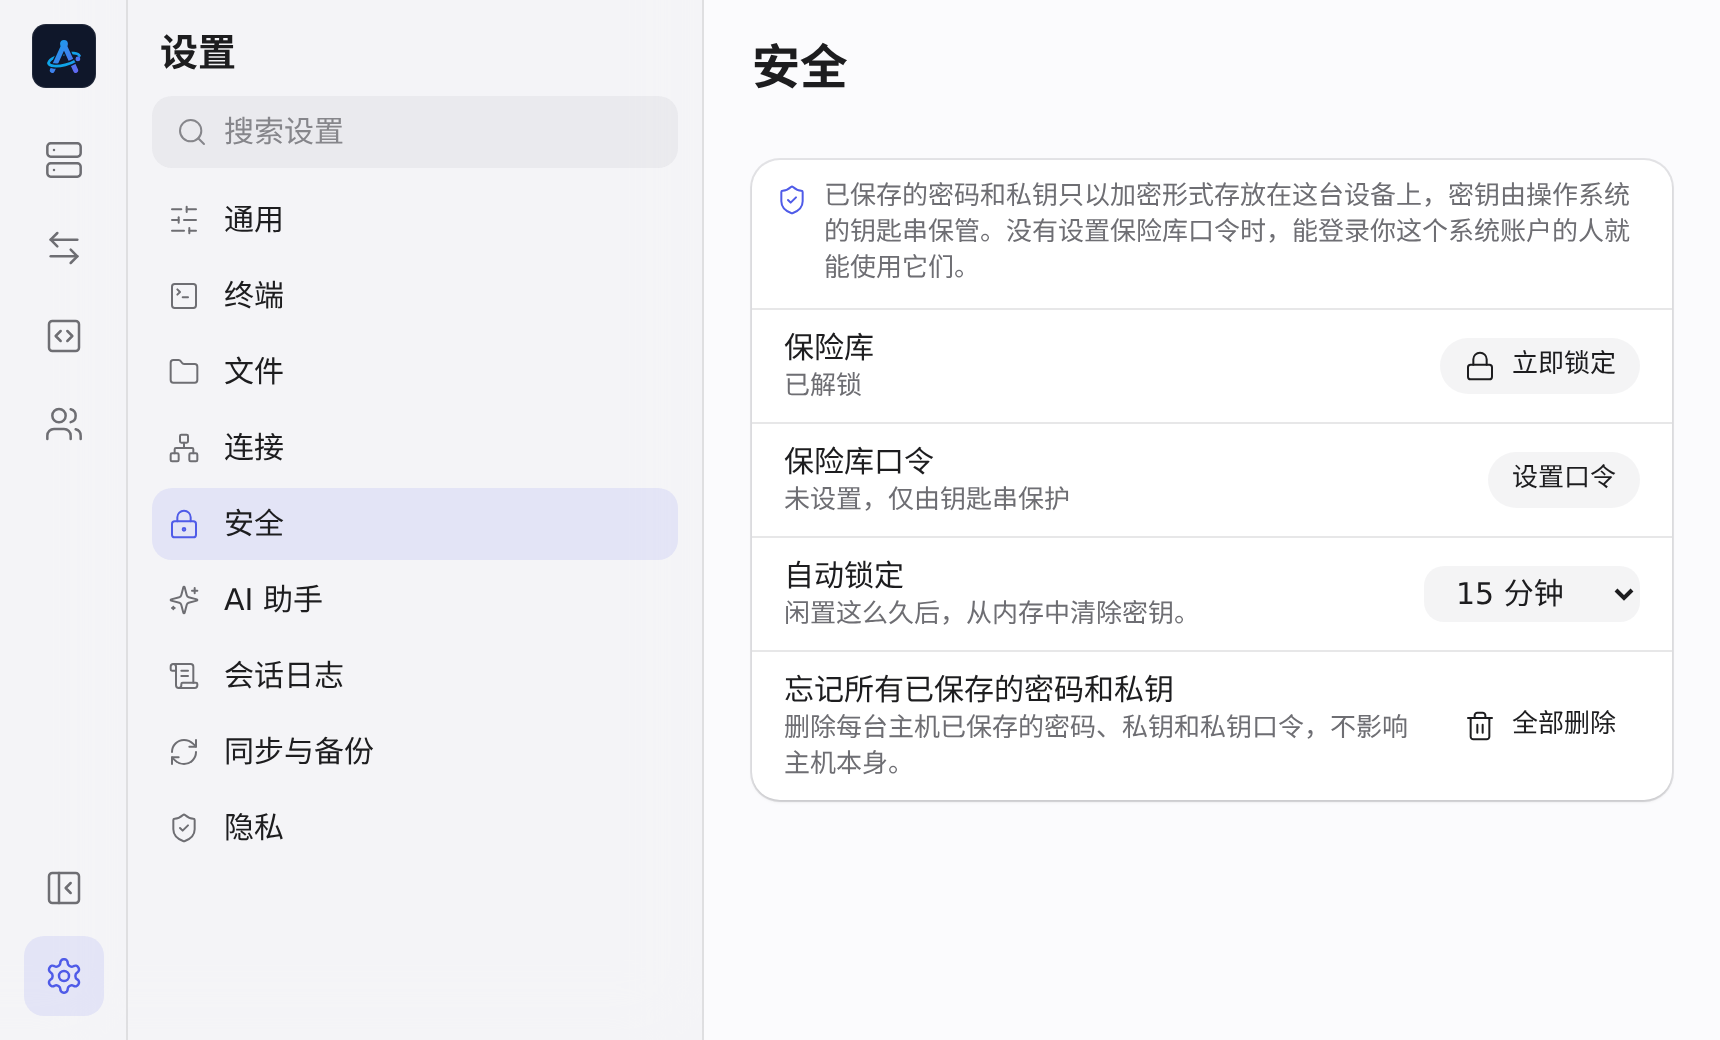 设置
搜索设置
通用
终端
文件
连接
安全
AI 助手
会话日志
同步与备份
隐私
安全
已保存的密码和私钥只以加密形式存放在这台设备上，密钥由操作系统
的钥匙串保管。没有设置保险库口令时，能登录你这个系统账户的人就
能使用它们。
保险库
已解锁
立即锁定
保险库口令
未设置，仅由钥匙串保护
设置口令
自动锁定
闲置这么久后，从内存中清除密钥。
15 分钟
忘记所有已保存的密码和私钥
删除每台主机已保存的密码、私钥和私钥口令，不影响
主机本身。
全部删除